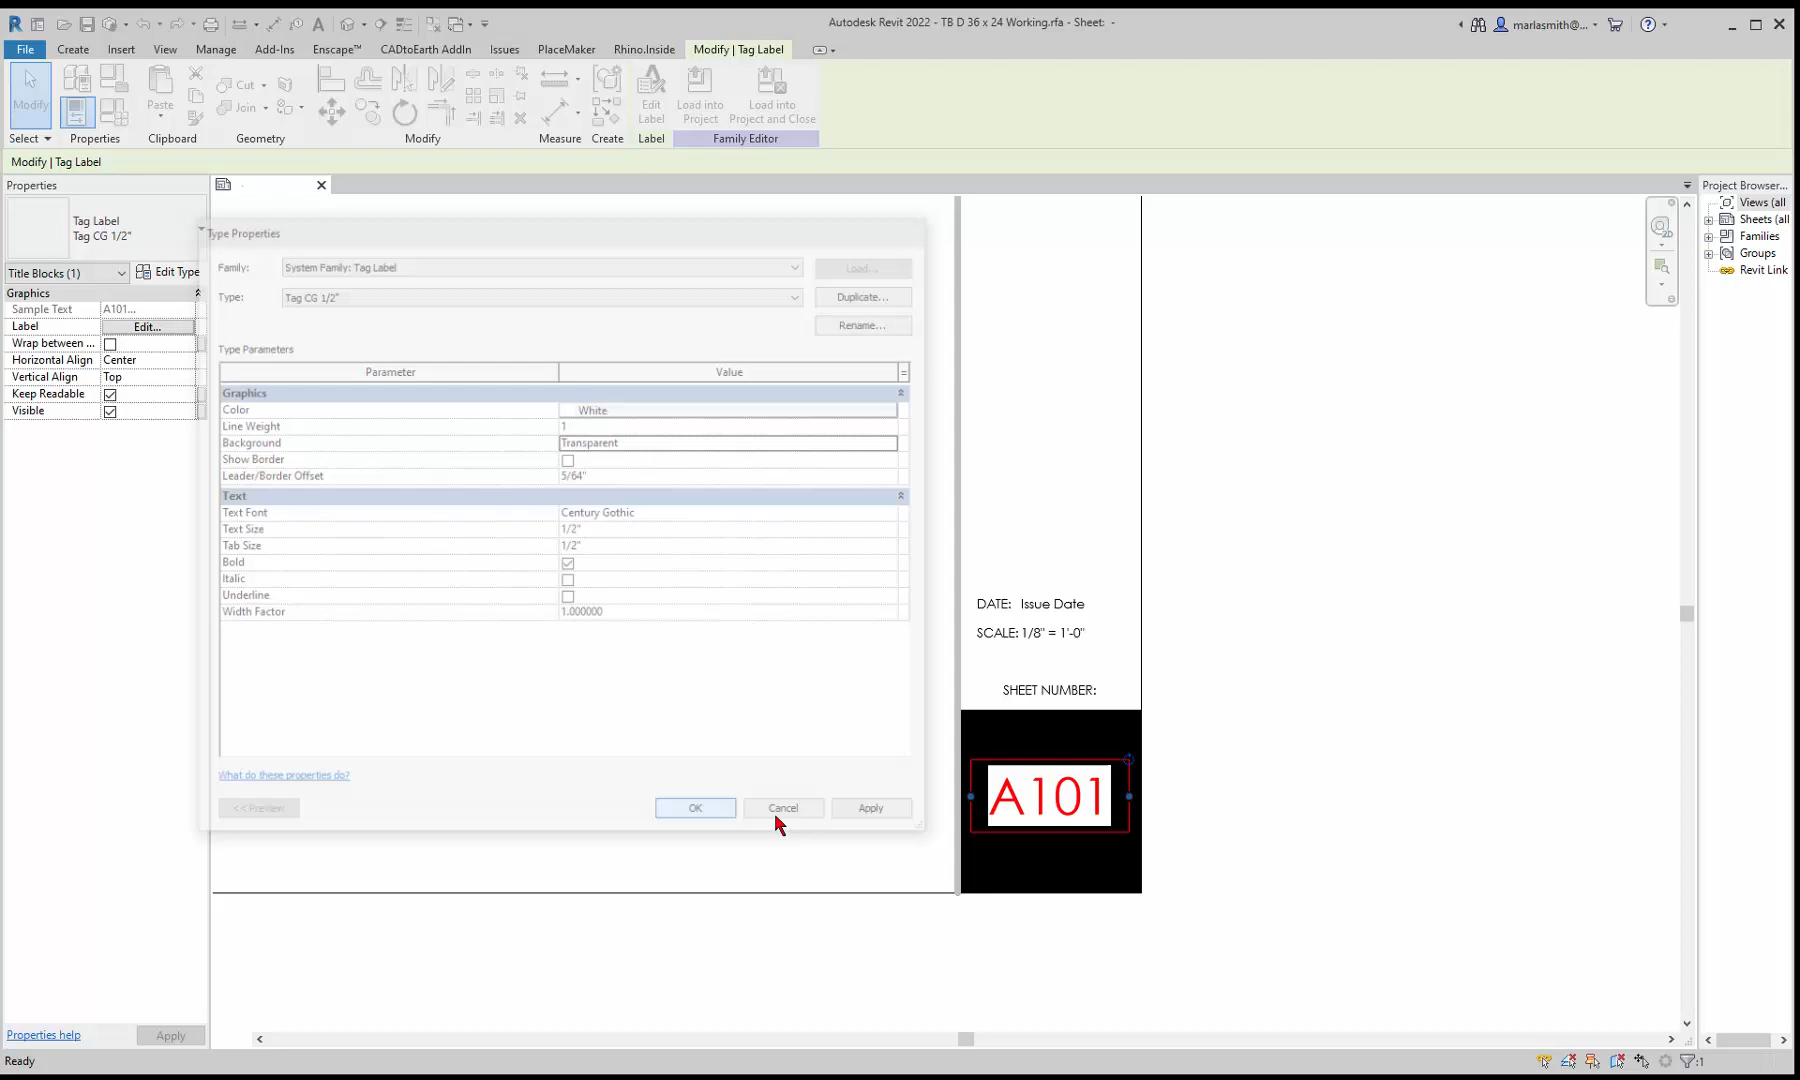 Autodesk Revit 2022 - TB D 36 x 24 Working.rfa - Sheet: -
marlasmith@...
File Create Insert View Manage Add-Ins Enscape™ CADtoEarth AddIn Issues PlaceMaker Rhino.Inside Modify | Tag Label
Modify
Paste
Cut
Join
Edit Label
Load into Project
Load into Project and Close
Select Properties Clipboard Geometry Modify Measure Create Label Family Editor
Modify | Tag Label
Properties
Project Browser...
Tag Label
Tag CG 1/2"
Title Blocks (1)
Edit Type
Graphics
Sample Text A101...
Label Edit...
Wrap between ...
Horizontal Align Center
Vertical Align Top
Keep Readable
Visible
Properties help
Apply
Ready
Type Properties
Family: System Family: Tag Label Load...
Type: Tag CG 1/2" Duplicate...
Rename...
Type Parameters
Parameter Value =
Graphics
Color White
Line Weight 1
Background Transparent
Show Border
Leader/Border Offset 5/64"
Text
Text Font Century Gothic
Text Size 1/2"
Tab Size 1/2"
Bold
Italic
Underline
Width Factor 1.000000
What do these properties do?
<< Preview OK Cancel Apply
DATE: Issue Date
SCALE: 1/8" = 1'-0"
SHEET NUMBER:
A101
2D
Views (all
Sheets (all
Families
Groups
Revit Link
:1